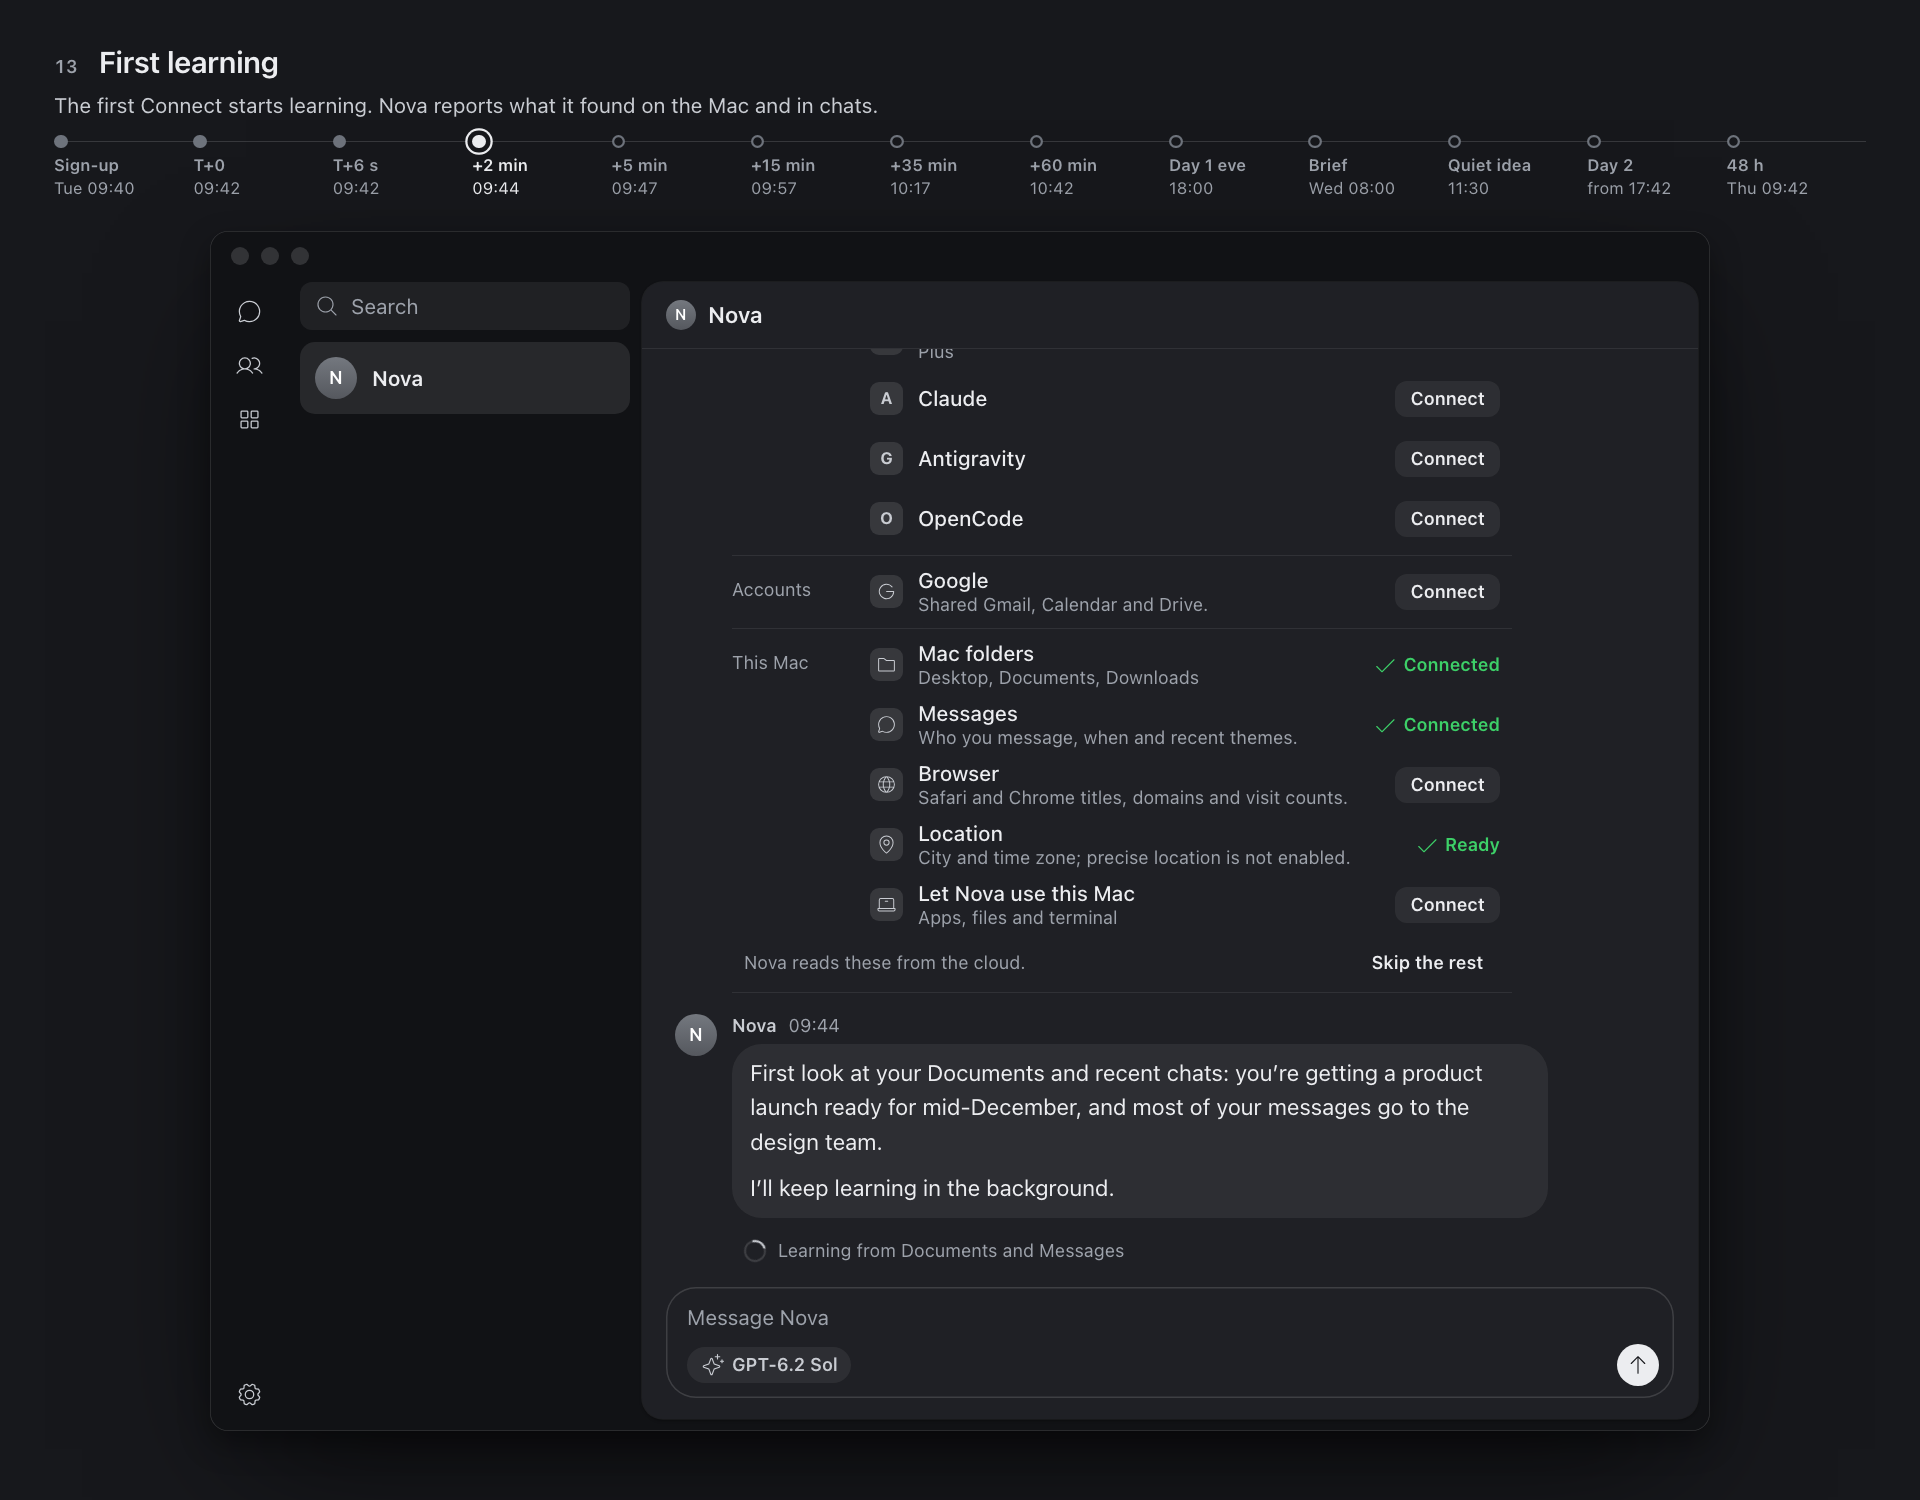 13 First learning
The first Connect starts learning. Nova reports what it found on the Mac and in chats.
Sign-up
Tue 09:40
T+0
09:42
T+6 s
09:42
+2 min
09:44
+5 min
09:47
+15 min
09:57
+35 min
10:17
+60 min
10:42
Day 1 eve
18:00
Brief
Wed 08:00
Quiet idea
11:30
Day 2
from 17:42
48 h
Thu 09:42
Search
N Nova
N Nova
Plus
A Claude Connect
G Antigravity Connect
O OpenCode Connect
Accounts
Google Connect
Shared Gmail, Calendar and Drive.
This Mac
Mac folders Connected
Desktop, Documents, Downloads
Messages Connected
Who you message, when and recent themes.
Browser Connect
Safari and Chrome titles, domains and visit counts.
Location Ready
City and time zone; precise location is not enabled.
Let Nova use this Mac Connect
Apps, files and terminal
Nova reads these from the cloud. Skip the rest
N Nova 09:44
First look at your Documents and recent chats: you’re getting a product
launch ready for mid-December, and most of your messages go to the
design team.
I’ll keep learning in the background.
Learning from Documents and Messages
Message Nova
GPT-6.2 Sol